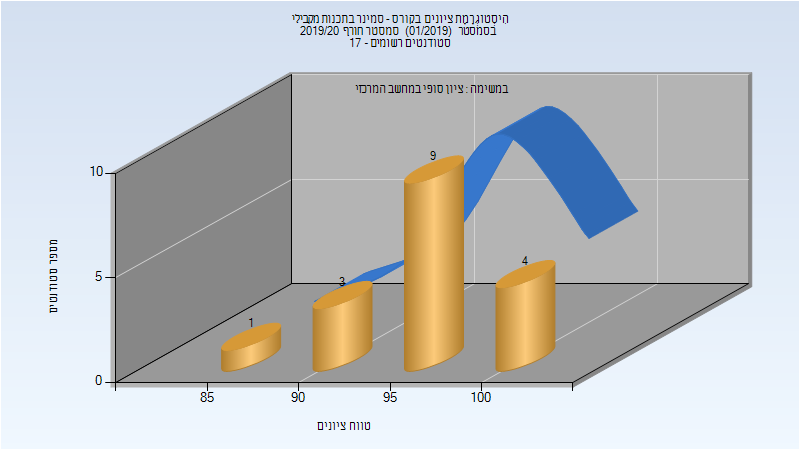 היסטוגרמת ציונים בקורס - סמינר בתכנות מקבילי
בסמסטר (01/2019) סמסטר חורף 2019/20
סטודנטים רשומים - 17
במשימה : ציון סופי במחשב המרכזי
מספר סטודנטים
10
5
0
1
3
9
4
85
90
95
100
טווח ציונים